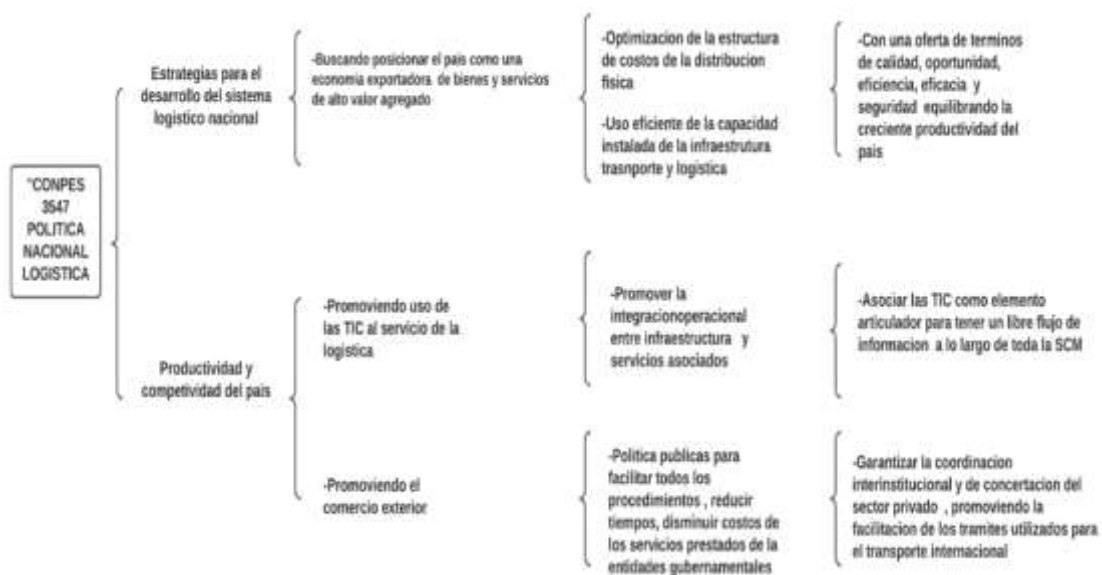 "CONPES
3547
POLITICA
NACIONAL
LOGISTICA
Estrategias para el
desarrollo del sistema
logistico nacional
-Buscando posicionar el pais como una
economia exportadora de bienes y servicios
de alto valor agregado
-Optimizacion de la estructura
de costos de la distribucion
fisica
-Uso eficiente de la capacidad
instalada de la infraestrutura
trasnporte y logistica
-Con una oferta de terminos
de calidad, oportunidad,
eficiencia, eficacia y
seguridad equilibrando la
creciente productividad del
pais
Productividad y
competividad del pais
-Promoviendo uso de
las TIC al servicio de la
logistica
-Promover la
integracionoperacional
entre infraestructura y
servicios asociados
-Asociar las TIC como elemento
articulador para tener un libre flujo de
informacion a lo largo de toda la SCM
-Promoviendo el
comercio exterior
-Politica publicas para
facilitar todos los
procedimientos , reducir
tiempos, disminuir costos de
los servicios prestados de la
entidades gubernamentales
-Garantizar la coordinacion
interinstitucional y de concertacion del
sector privado , promoviendo la
facilitacion de los tramites utilizados para
el transporte internacional